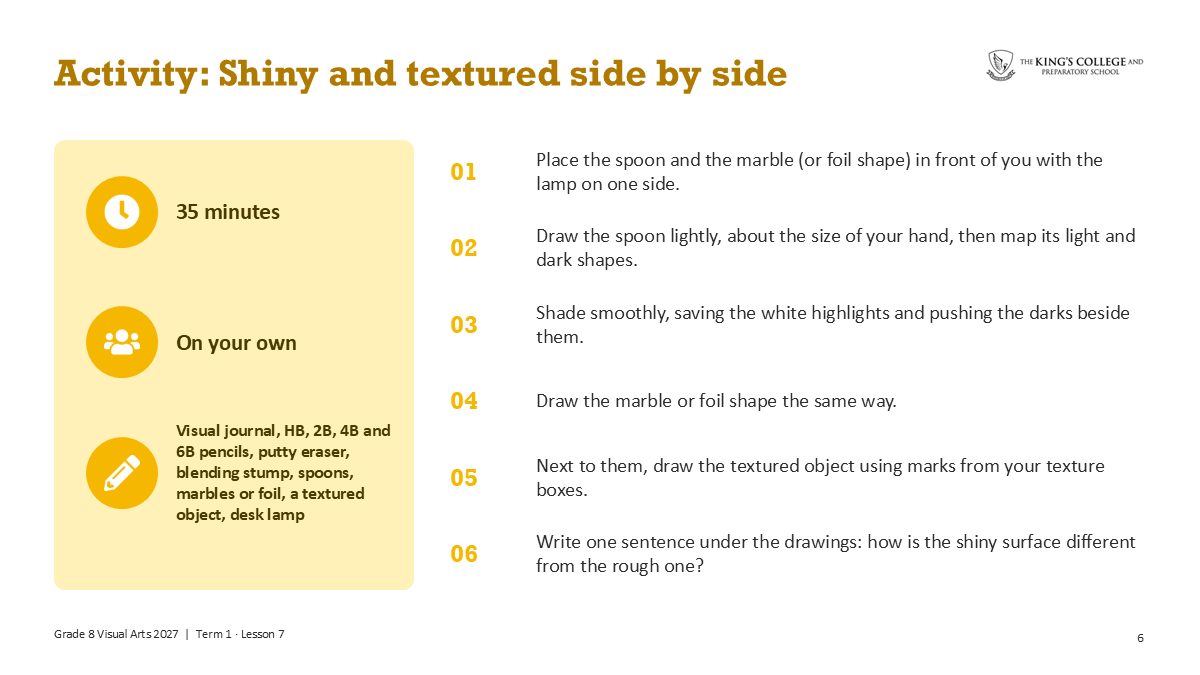 Activity: Shiny and textured side by side
THE KING'S COLLEGE AND
PREPARATORY SCHOOL
35 minutes
On your own
Visual journal, HB, 2B, 4B and
6B pencils, putty eraser,
blending stump, spoons,
marbles or foil, a textured
object, desk lamp
01
Place the spoon and the marble (or foil shape) in front of you with the
lamp on one side.
02
Draw the spoon lightly, about the size of your hand, then map its light and
dark shapes.
03
Shade smoothly, saving the white highlights and pushing the darks beside
them.
04
Draw the marble or foil shape the same way.
05
Next to them, draw the textured object using marks from your texture
boxes.
06
Write one sentence under the drawings: how is the shiny surface different
from the rough one?
Grade 8 Visual Arts 2027 | Term 1 · Lesson 7
6